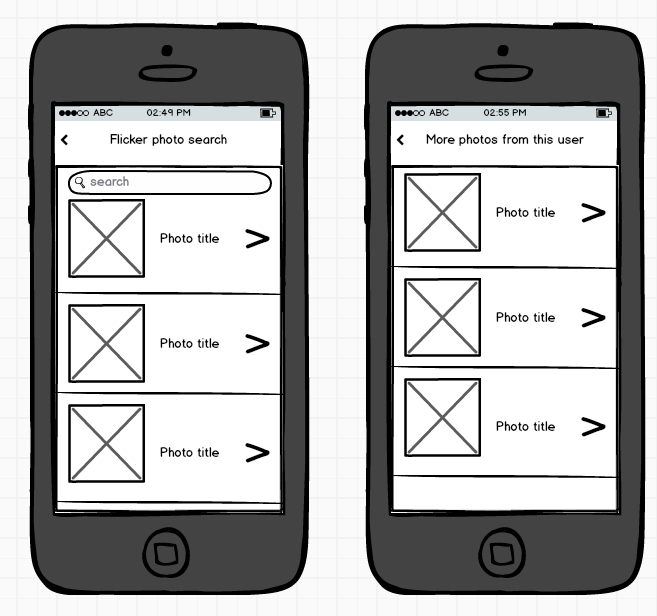 ABC 02:49 PM
Flicker photo search
search
Photo title
Photo title
Photo title
ABC 02:55 PM
More photos from this user
Photo title
Photo title
Photo title